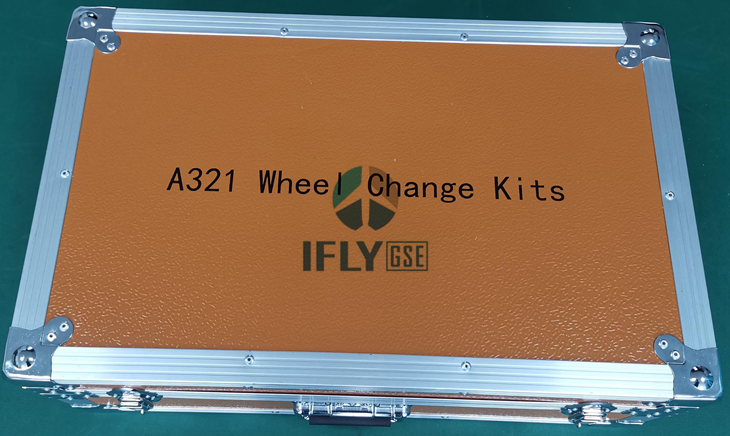 A321 Wheel Change Kits
IFLY GSE